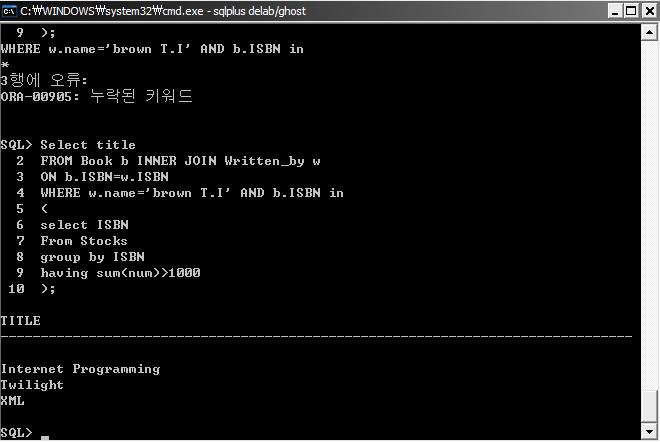 C:₩WINDOWS₩system32₩cmd.exe - sqlplus delab/ghost
  9  );
WHERE w.name='brown T.I' AND b.ISBN in
*
3행에 오류:
ORA-00905: 누락된 키워드
SQL> Select title
  2  FROM Book b INNER JOIN Written_by w
  3  ON b.ISBN=w.ISBN
  4  WHERE w.name='brown T.I' AND b.ISBN in
  5  (
  6  select ISBN
  7  From Stocks
  8  group by ISBN
  9  having sum(num)>1000
 10  );
TITLE
--------------------------------------------------------------------------------
Internet Programming
Twilight
XML
SQL>